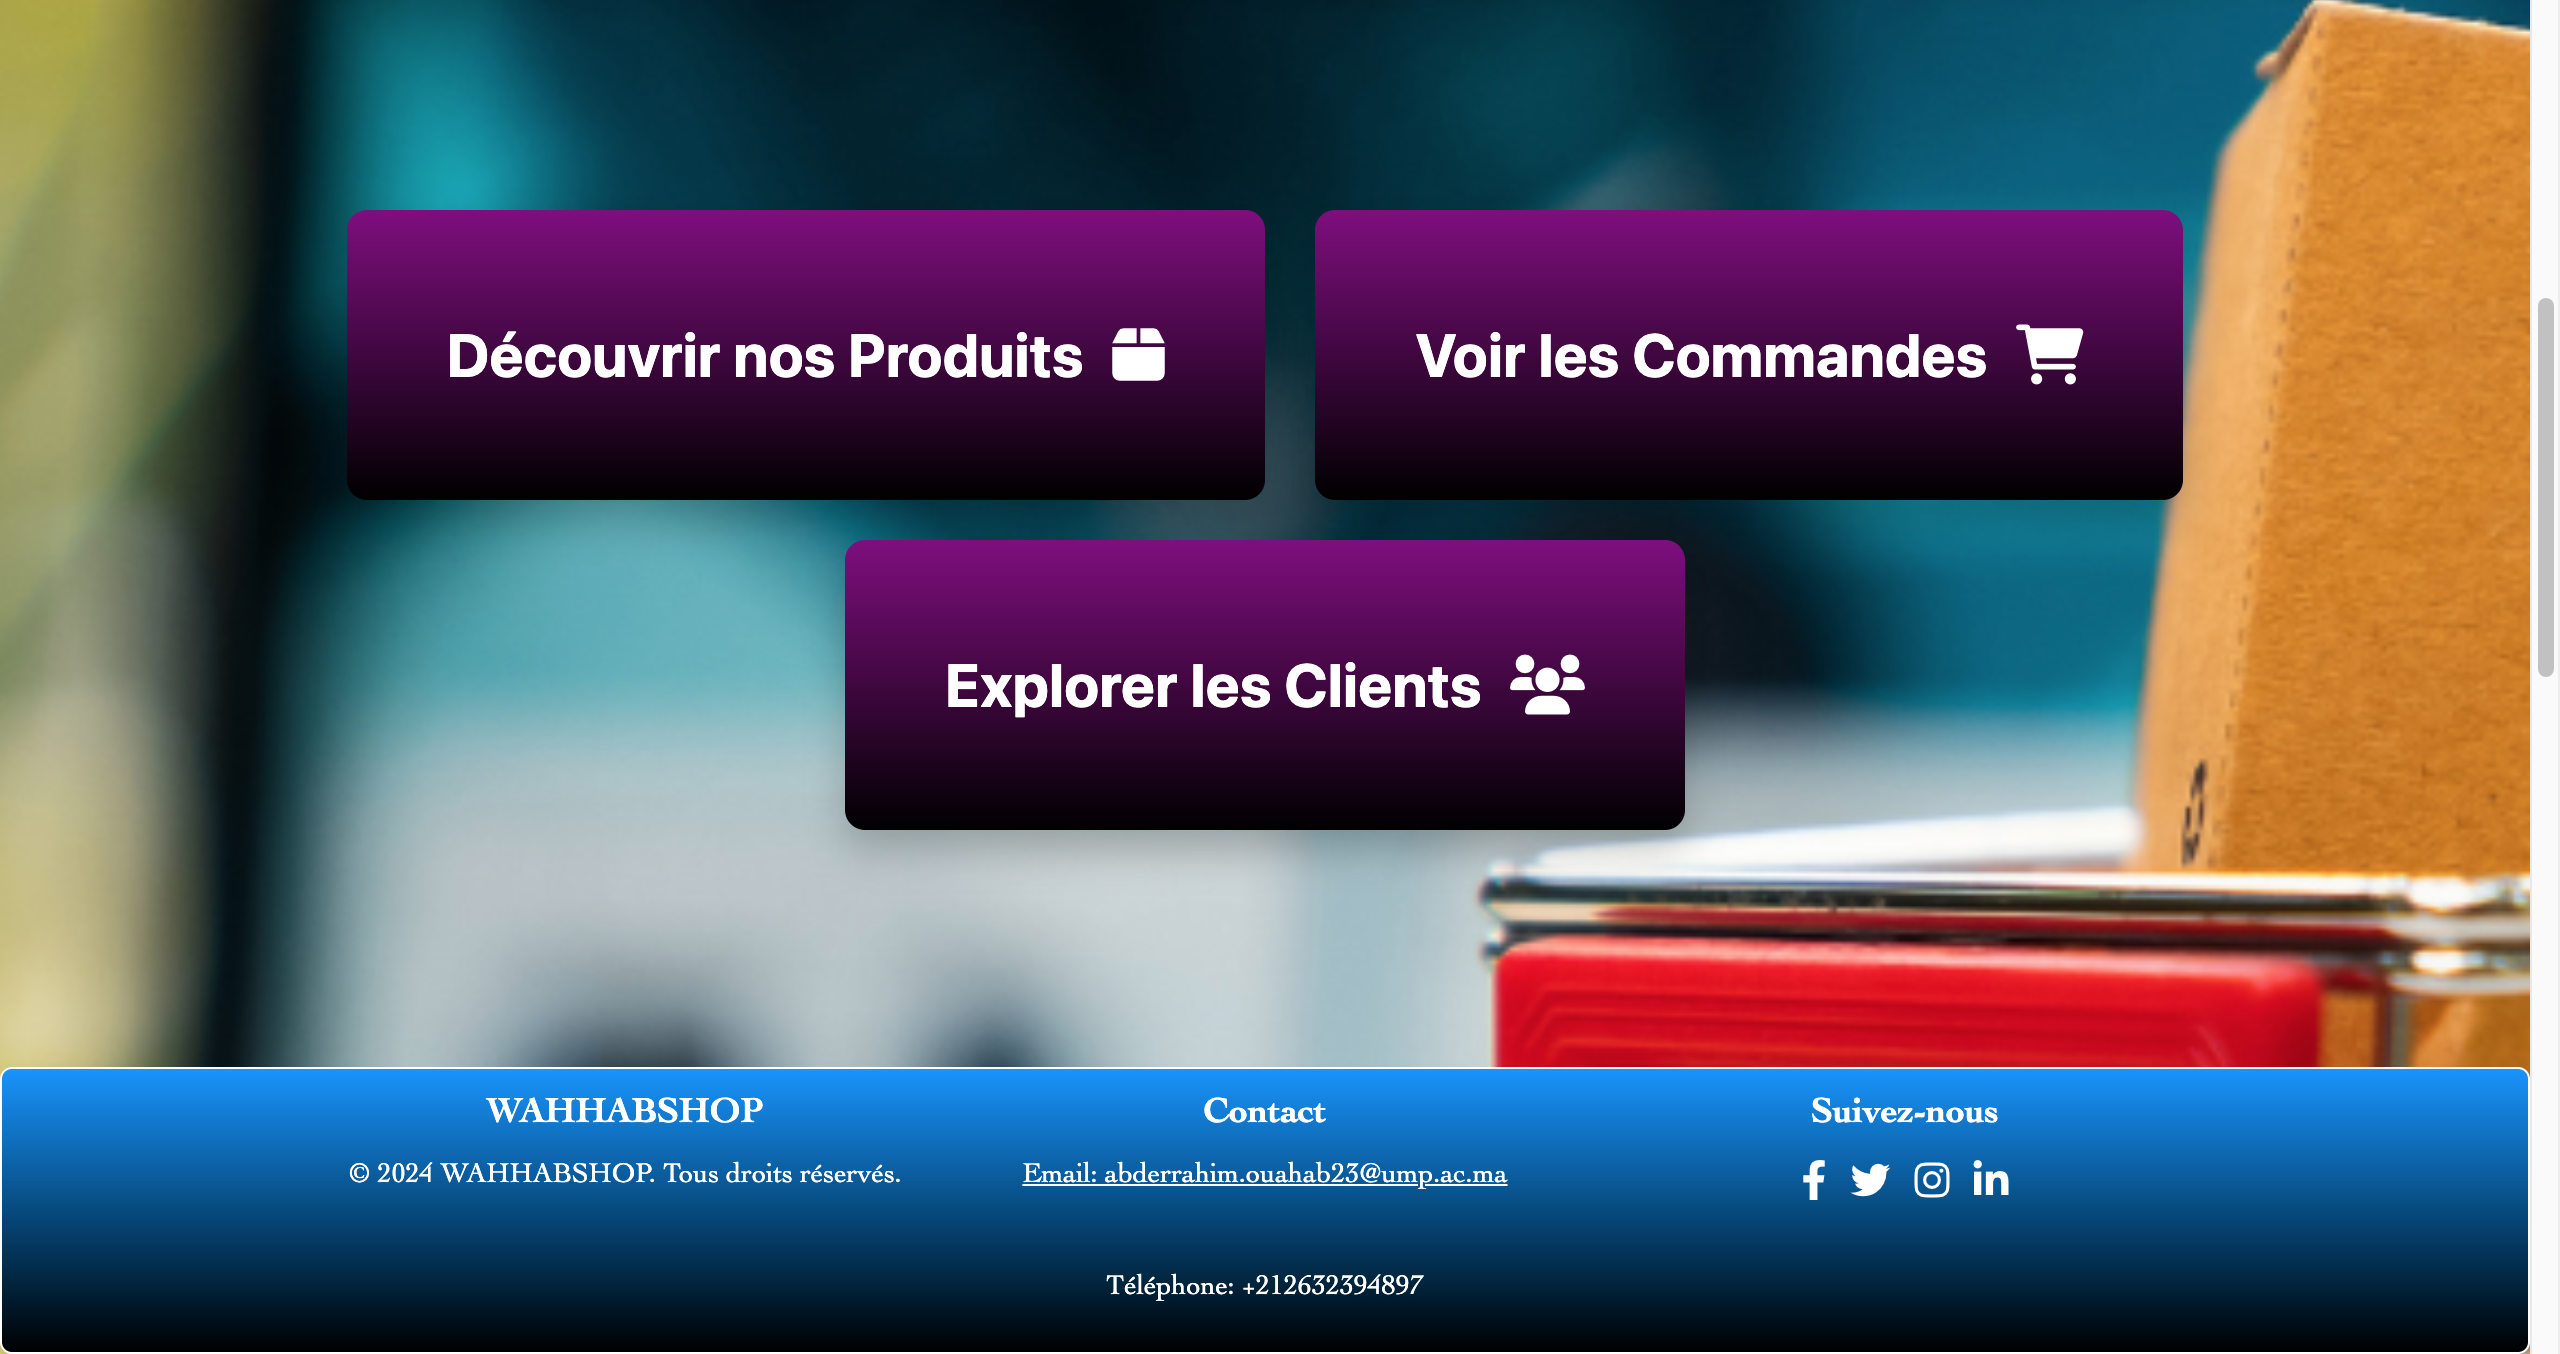 Découvrir nos Produits
Voir les Commandes
Explorer les Clients
WAHHABSHOP
© 2024 WAHHABSHOP. Tous droits réservés.
Contact
Email: abderrahim.ouahab23@ump.ac.ma
Téléphone: +212632394897
Suivez-nous